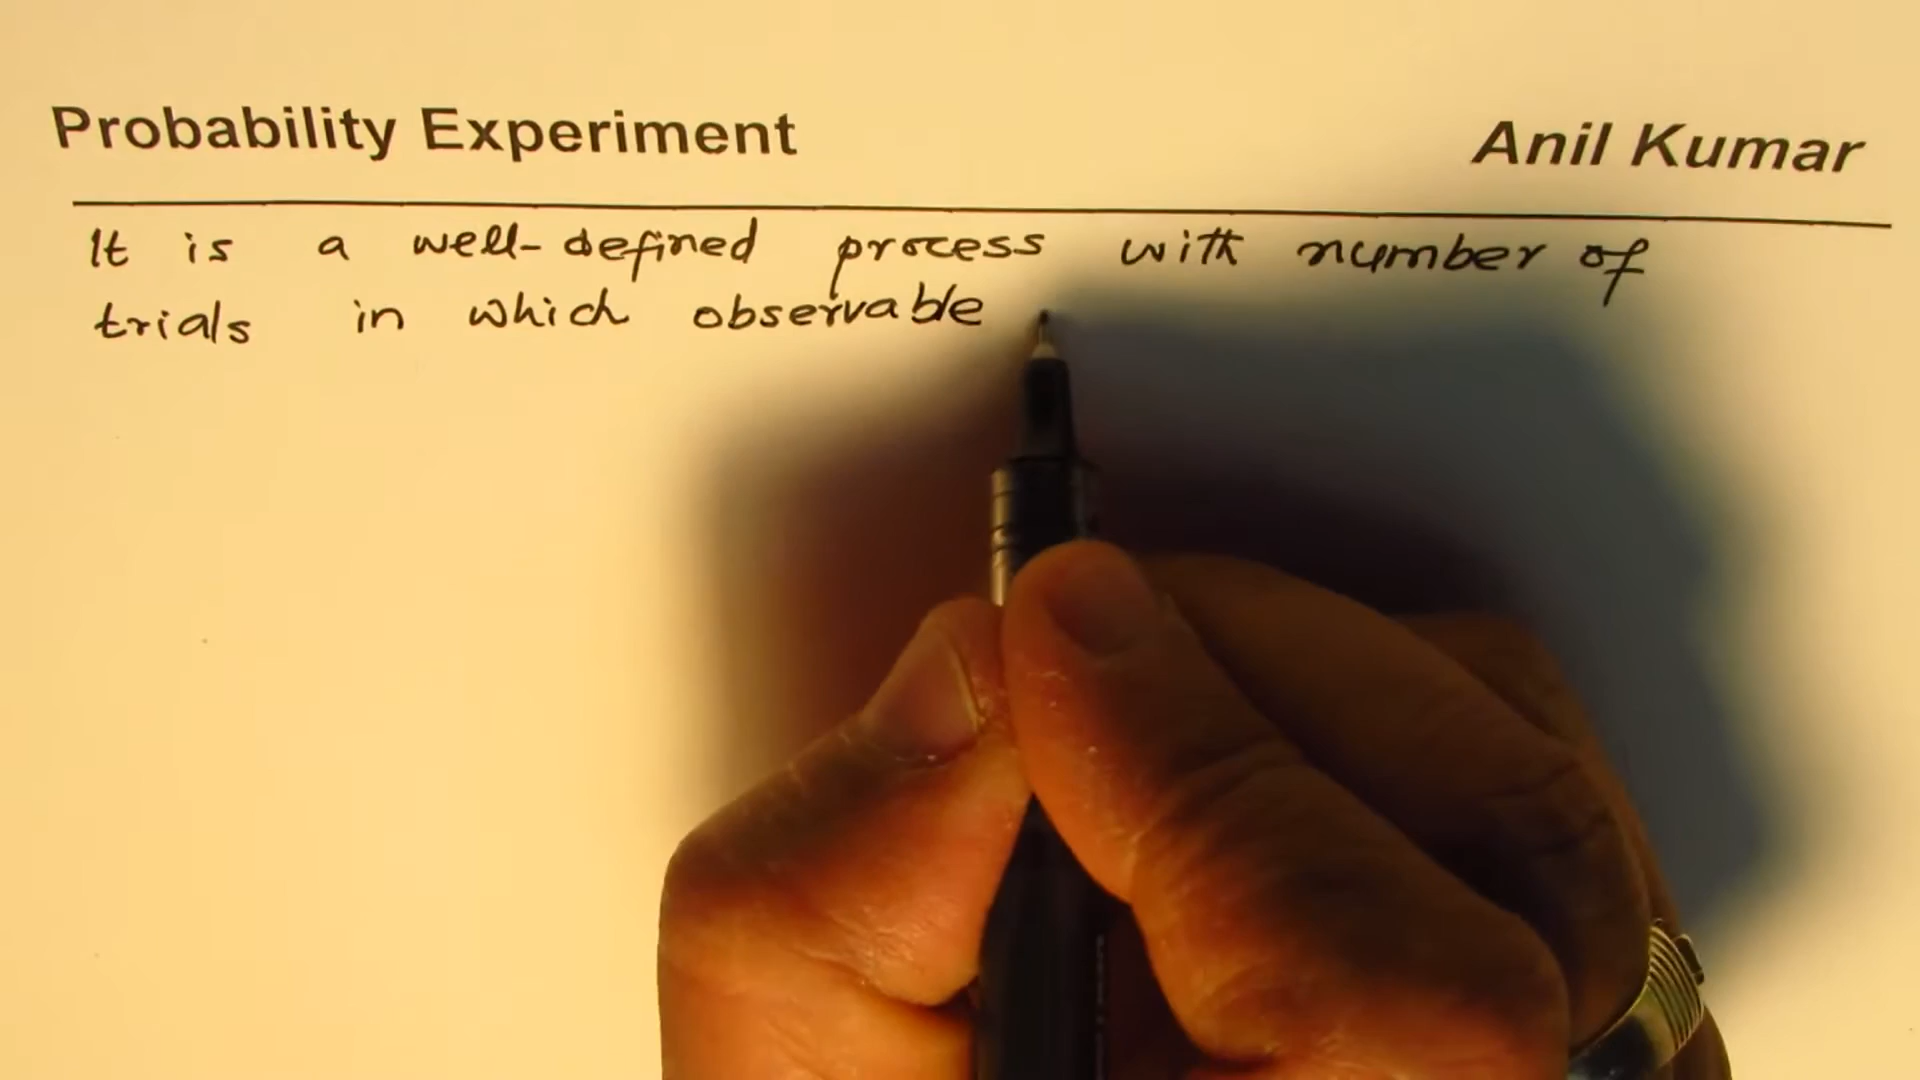 Probability Experiment
Anil Kumar
It is a well-defined process with number of
trials in which observable